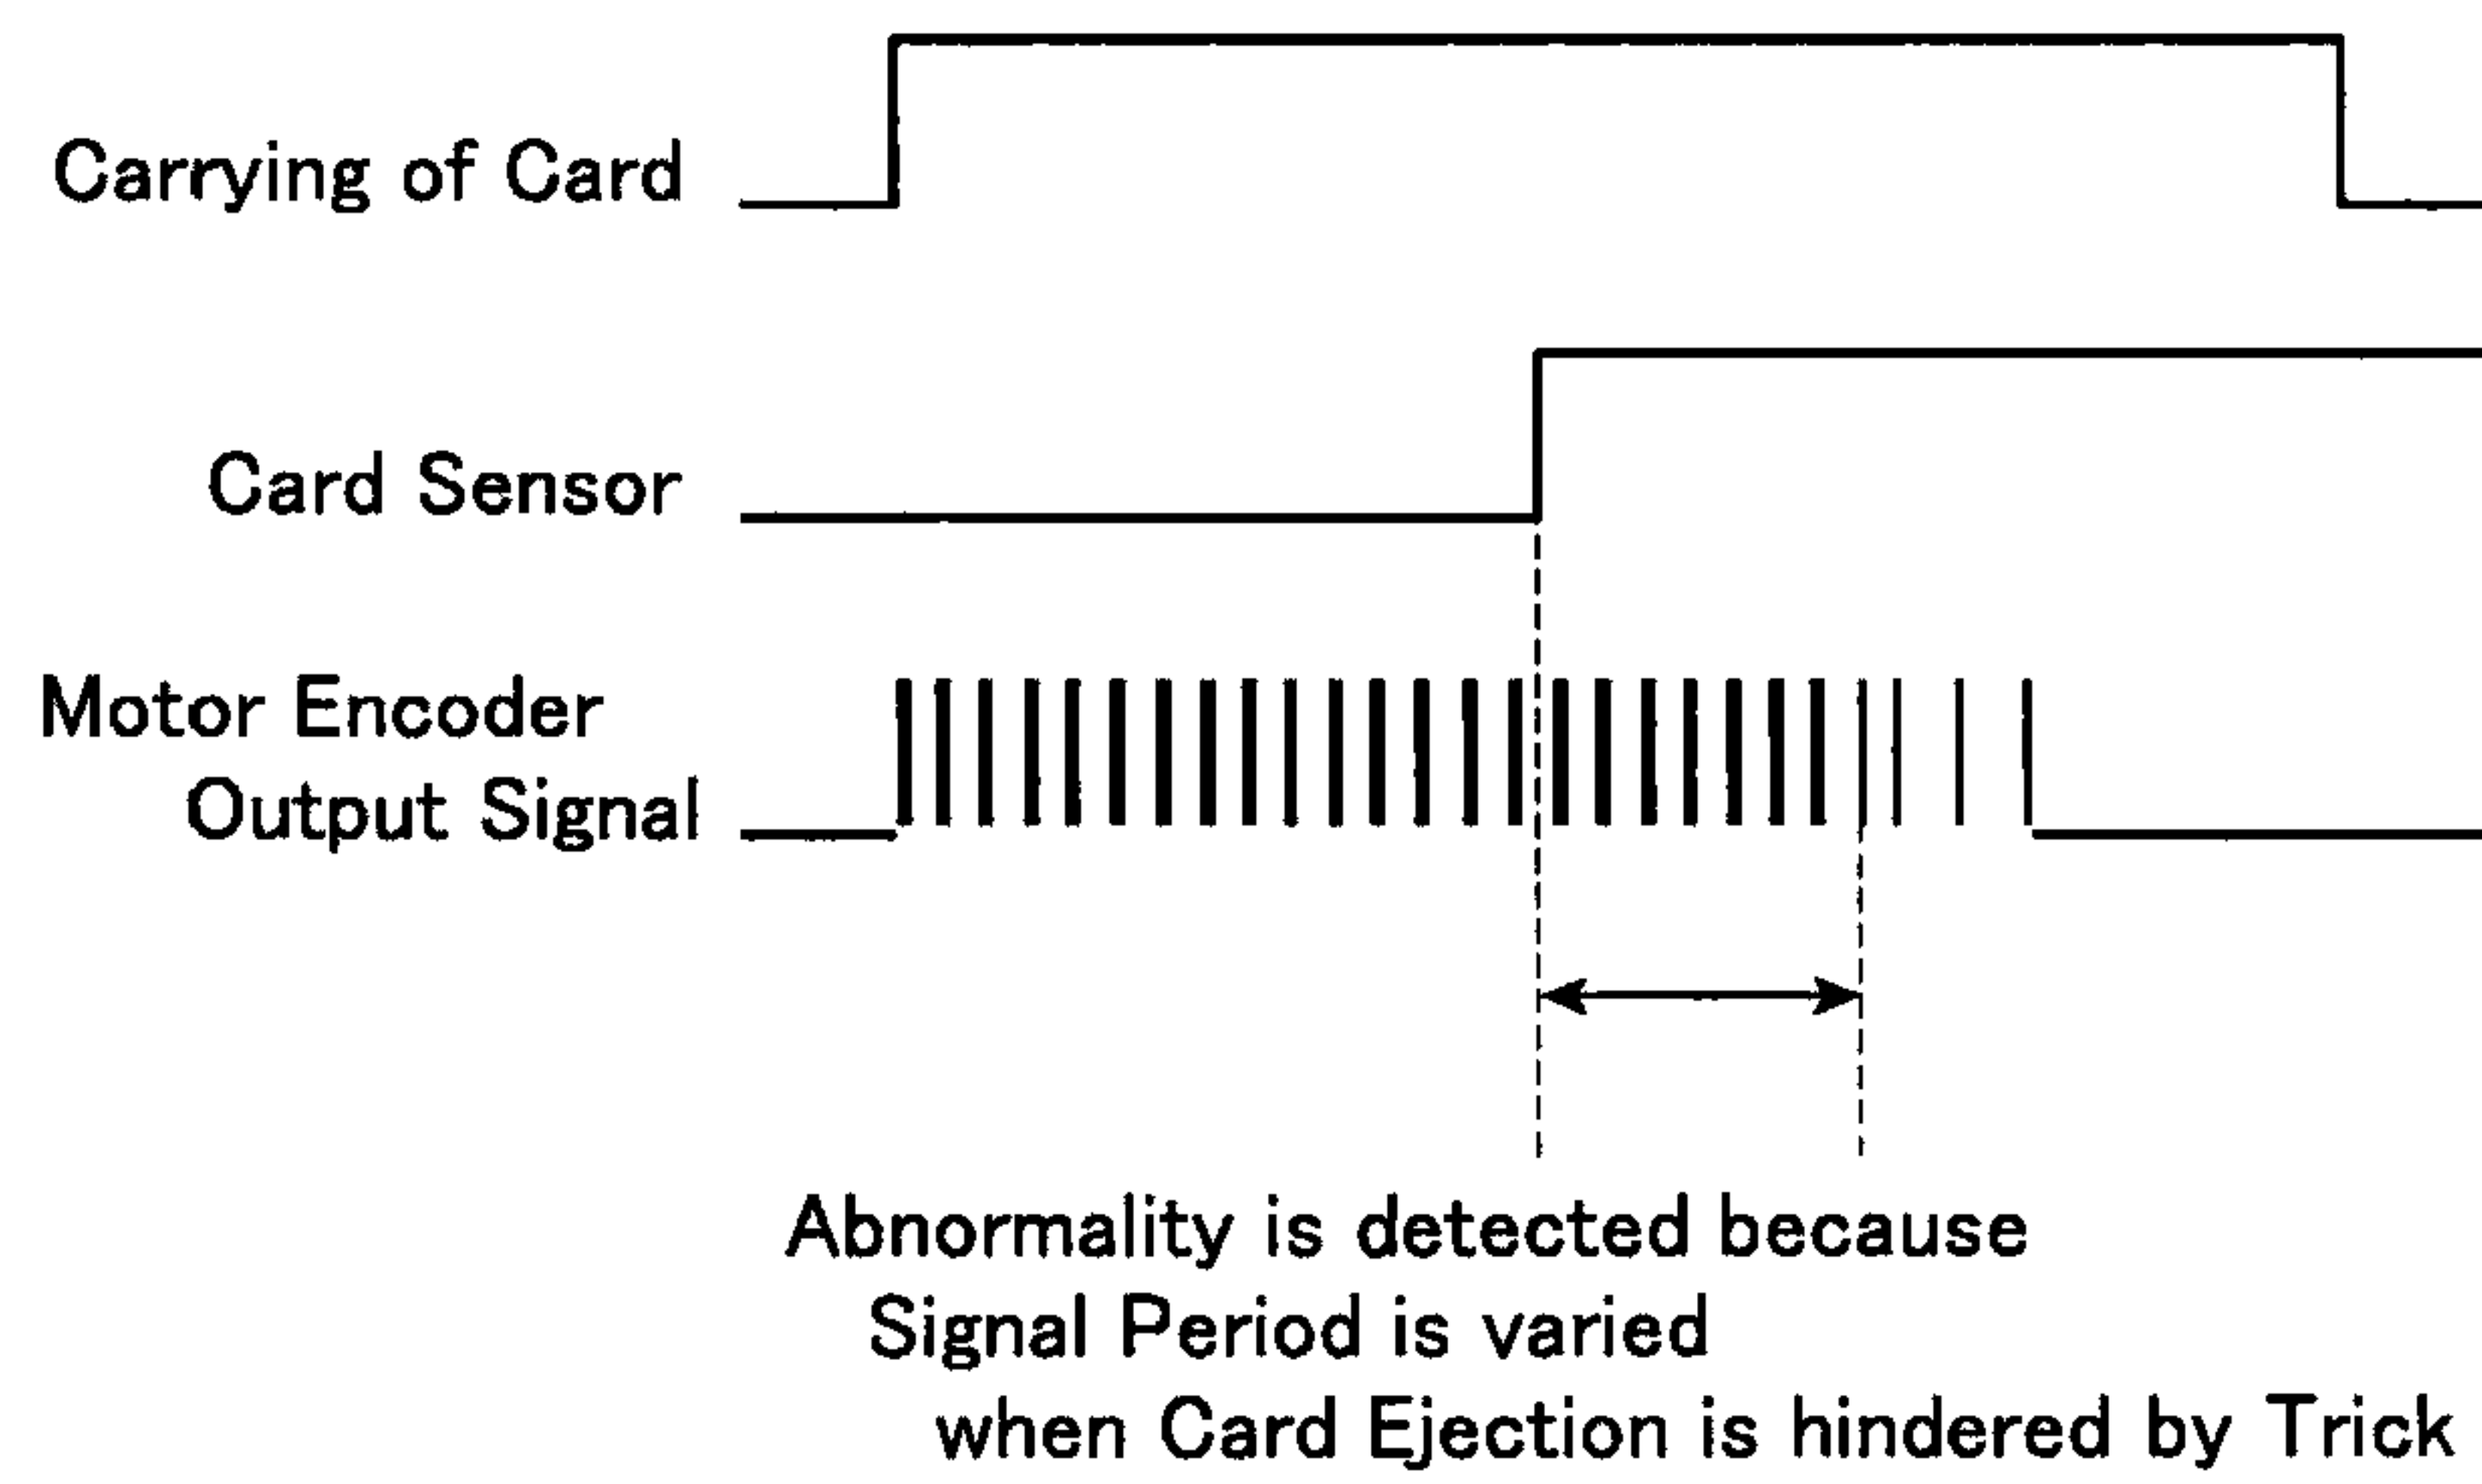 Carrying of Card
Card Sensor
Motor Encoder
Output Signal
Abnormality is detected because
Signal Period is varied
when Card Ejection is hindered by Trick